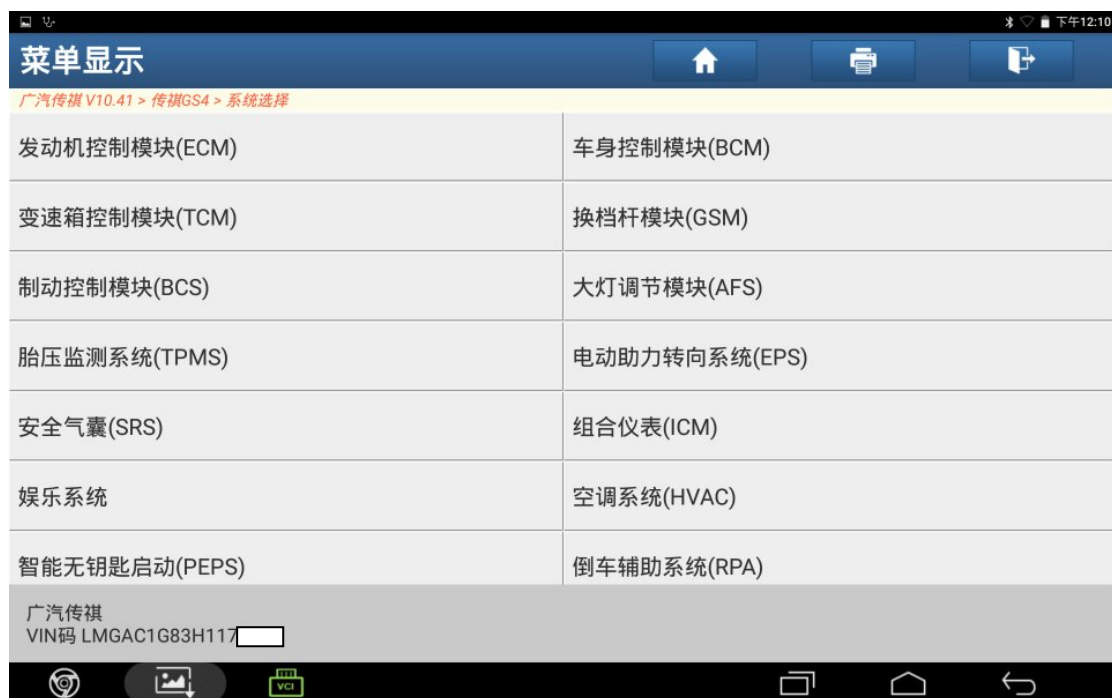 下午12:10
菜单显示
广汽传祺 V10.41 > 传祺GS4 > 系统选择
发动机控制模块(ECM)
车身控制模块(BCM)
变速箱控制模块(TCM)
换档杆模块(GSM)
制动控制模块(BCS)
大灯调节模块(AFS)
胎压监测系统(TPMS)
电动助力转向系统(EPS)
安全气囊(SRS)
组合仪表(ICM)
娱乐系统
空调系统(HVAC)
智能无钥匙启动(PEPS)
倒车辅助系统(RPA)
广汽传祺
VIN码 LMGAC1G83H117
VCI